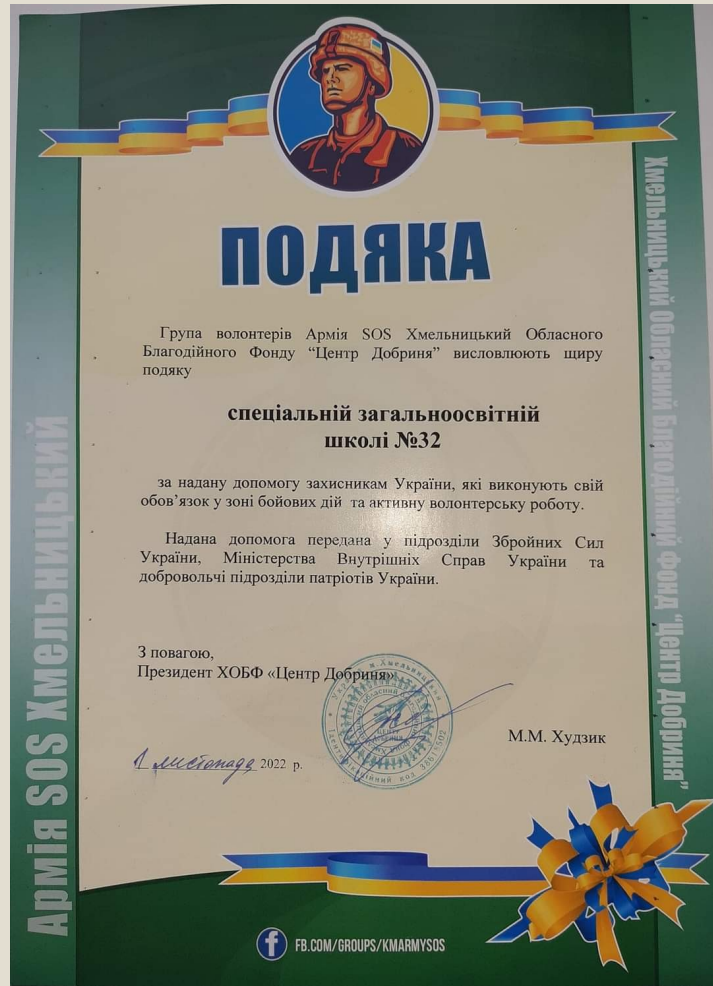 ПОДЯКА
Група волонтерів Армія SOS Хмельницький Обласного
Благодійного Фонду “Центр Добриня” висловлюють щиру
подяку
спеціальній загальноосвітній
школі №32
за надану допомогу захисникам України, які виконують свій
обов’язок у зоні бойових дій та активну волонтерську роботу.
Надана допомога передана у підрозділи Збройних Сил
України, Міністерства Внутрішніх Справ України та
добровольчі підрозділи патріотів України.
З повагою,
Президент ХОБФ «Центр Добриня»
М.М. Худзик
1 листопада 2022 р.
Армія SOS Хмельницький
Хмельницький Обласний Благодійний фонд "Центр Добриня"
FB.COM/GROUPS/KMARMYSOS